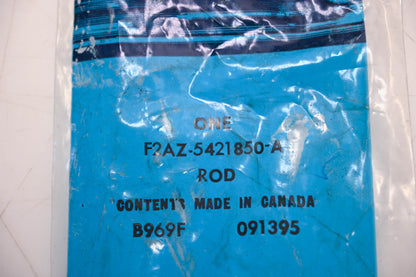 ONE
F2AZ-5421850-A
ROD
CONTENTS MADE IN CANADA
B969F 091395